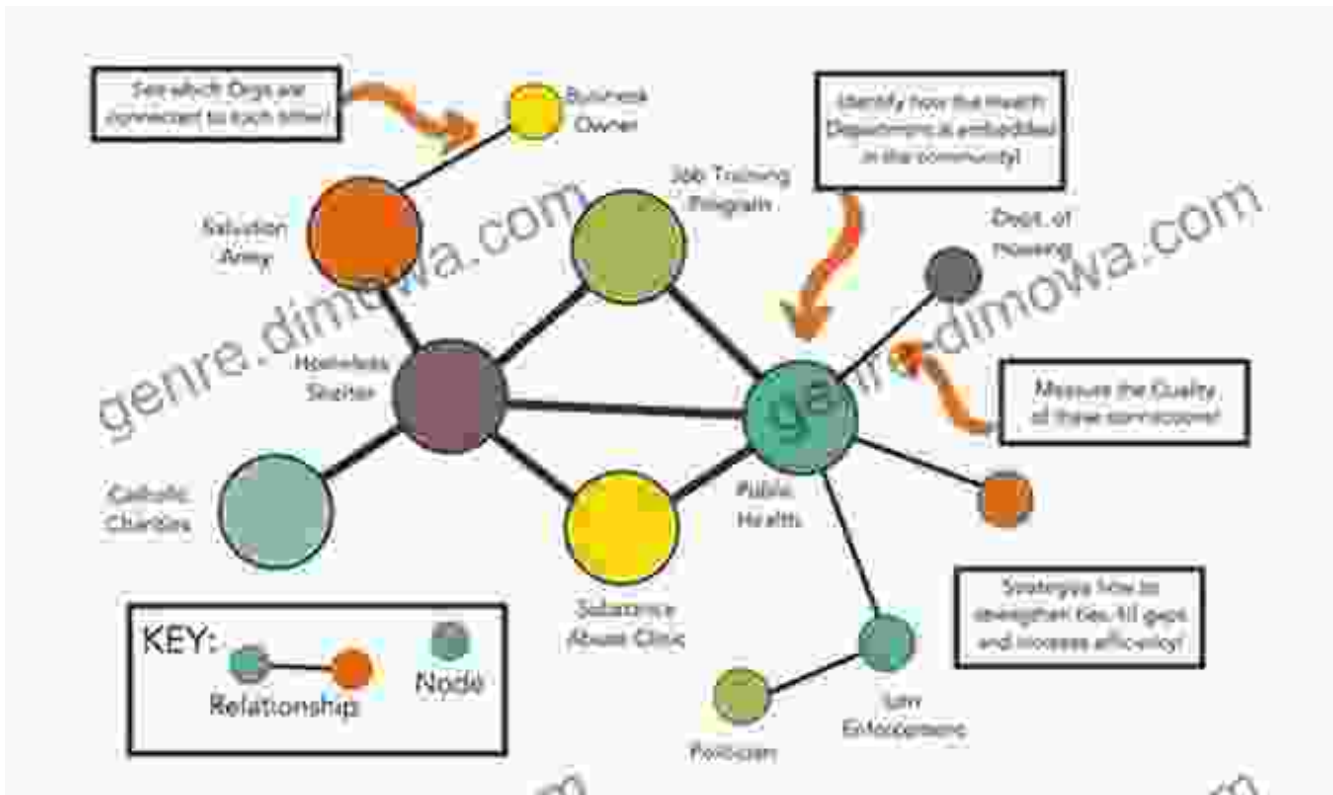 See which Orgs are
connected to each other!
Business
Owner
Identify how the Health
Department is embedded
in the community!
Job Training
Program
Salvation
Army
Dept. of
Housing
Homeless
Shelter
Measure the Quality
of these connections!
Catholic
Charities
Public
Health
Substance
Abuse Clinic
Strategize how to
strengthen ties, fill gaps
and increase efficiency!
KEY:
Relationship
Node
Law
Enforcement
Politician
genre.dimowa.com
genre.dimowa.com